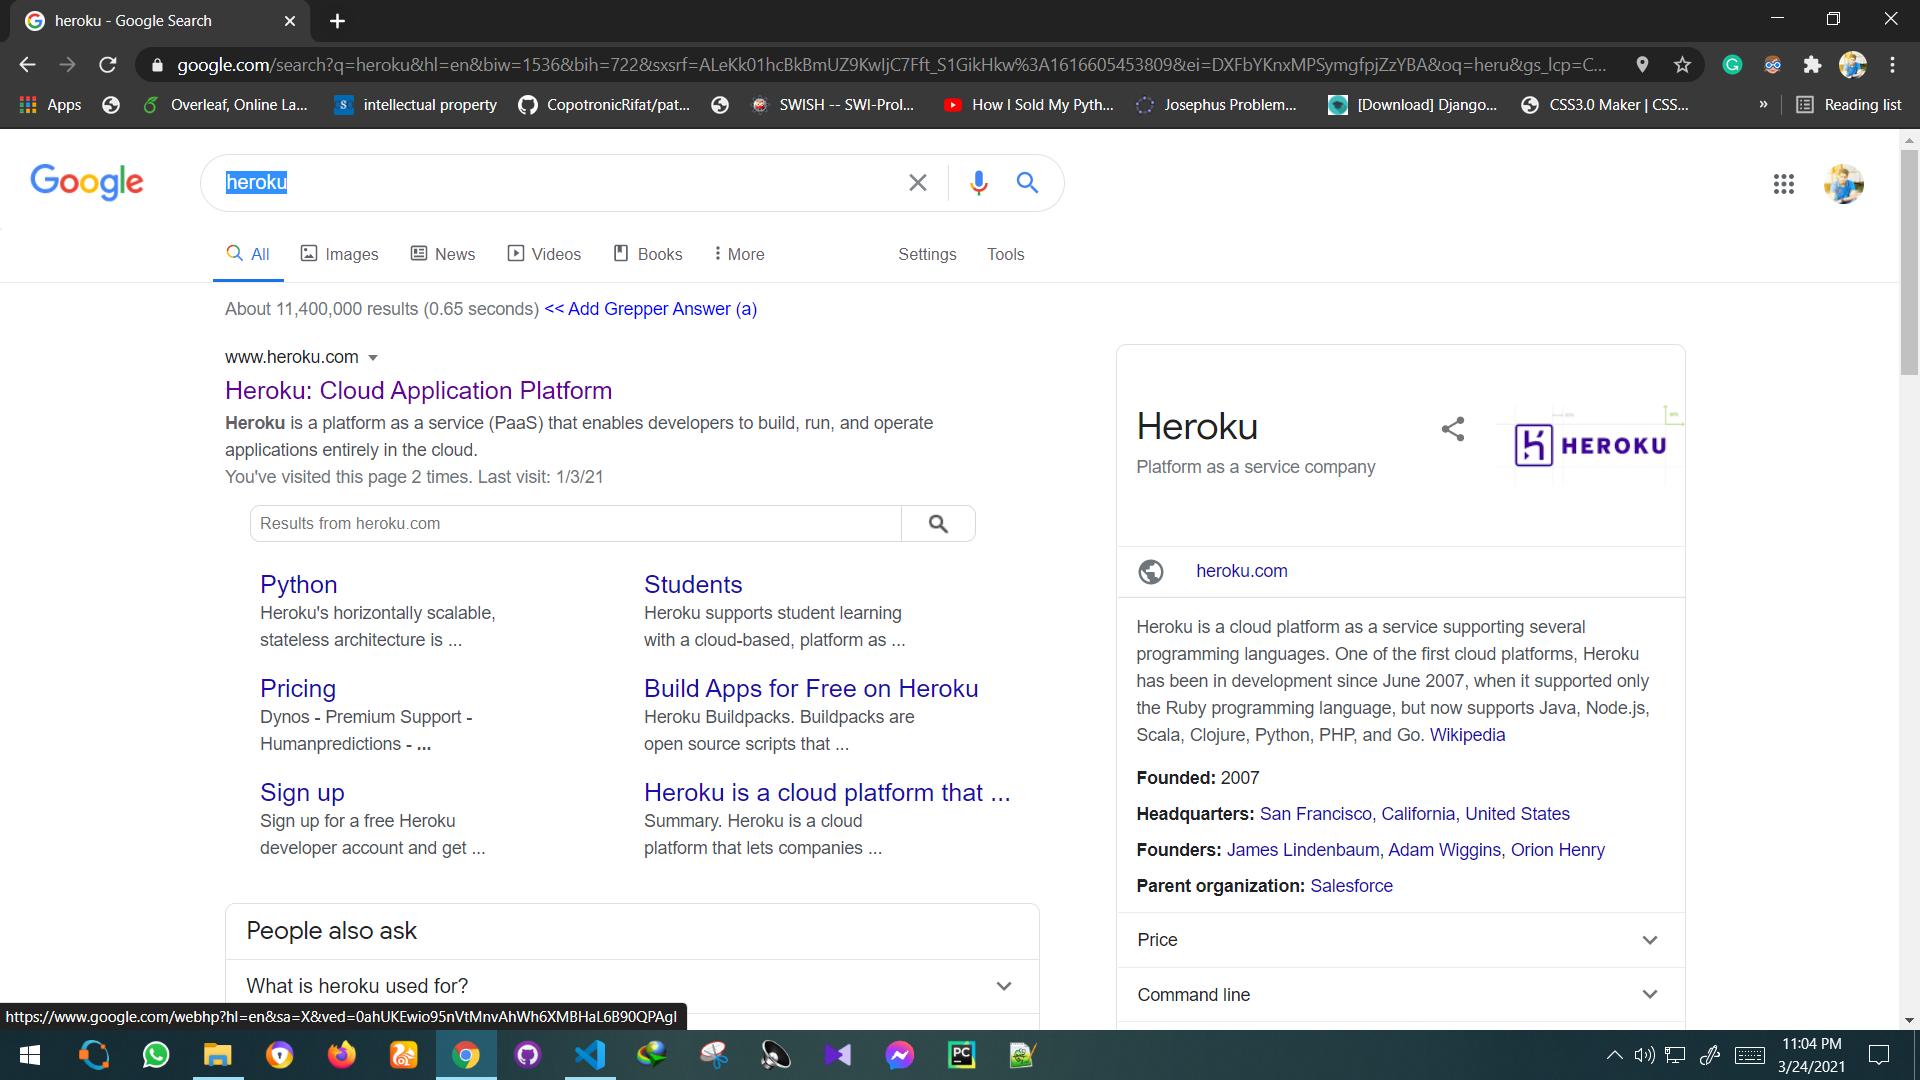 heroku - Google Search
google.com/search?q=heroku&hl=en&biw=1536&bih=722&sxsrf=ALeKk01hcBkBmUZ9KwIjC7Fft_S1GikHkw%3A1616605453809&ei=DXFbYKnxMPSymgfpjZzYBA&oq=heru&gs_lcp=C...
Apps
Overleaf, Online La...
intellectual property
CopotronicRifat/pat...
SWISH -- SWI-Prol...
How I Sold My Pyth...
Josephus Problem...
[Download] Django...
CSS3.0 Maker | CSS...
»
Reading list
Google
heroku
All
Images
News
Videos
Books
More
Settings
Tools
About 11,400,000 results (0.65 seconds) << Add Grepper Answer (a)
www.heroku.com
Heroku: Cloud Application Platform
Heroku is a platform as a service (PaaS) that enables developers to build, run, and operate
applications entirely in the cloud.
You've visited this page 2 times. Last visit: 1/3/21
Results from heroku.com
Python
Heroku's horizontally scalable,
stateless architecture is ...
Students
Heroku supports student learning
with a cloud-based, platform as ...
Pricing
Dynos - Premium Support -
Humanpredictions - ...
Build Apps for Free on Heroku
Heroku Buildpacks. Buildpacks are
open source scripts that ...
Sign up
Sign up for a free Heroku
developer account and get ...
Heroku is a cloud platform that ...
Summary. Heroku is a cloud
platform that lets companies ...
People also ask
What is heroku used for?
Heroku
Platform as a service company
HEROKU
heroku.com
Heroku is a cloud platform as a service supporting several
programming languages. One of the first cloud platforms, Heroku
has been in development since June 2007, when it supported only
the Ruby programming language, but now supports Java, Node.js,
Scala, Clojure, Python, PHP, and Go. Wikipedia
Founded: 2007
Headquarters: San Francisco, California, United States
Founders: James Lindenbaum, Adam Wiggins, Orion Henry
Parent organization: Salesforce
Price
Command line
https://www.google.com/webhp?hl=en&sa=X&ved=0ahUKEwio95nVtMnvAhWh6XMBHaL6B90QPAgI
11:04 PM
3/24/2021